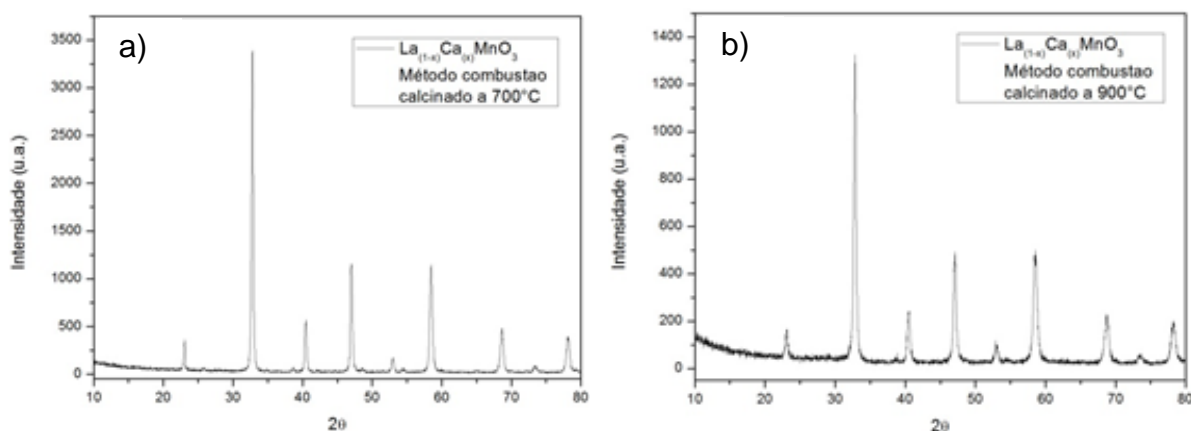 a)
La(1-x)Ca(x)MnO3
Método combustao
calcinado a 700°C
Intensidade (u.a.)
3500
3000
2500
2000
1500
1000
500
0
10 20 30 40 50 60 70 80
2θ
b)
La(1-x)Ca(x)MnO3
Método combustao
calcinado a 900°C
Intensidade (u.a.)
1400
1200
1000
800
600
400
200
0
10 20 30 40 50 60 70 80
2θ